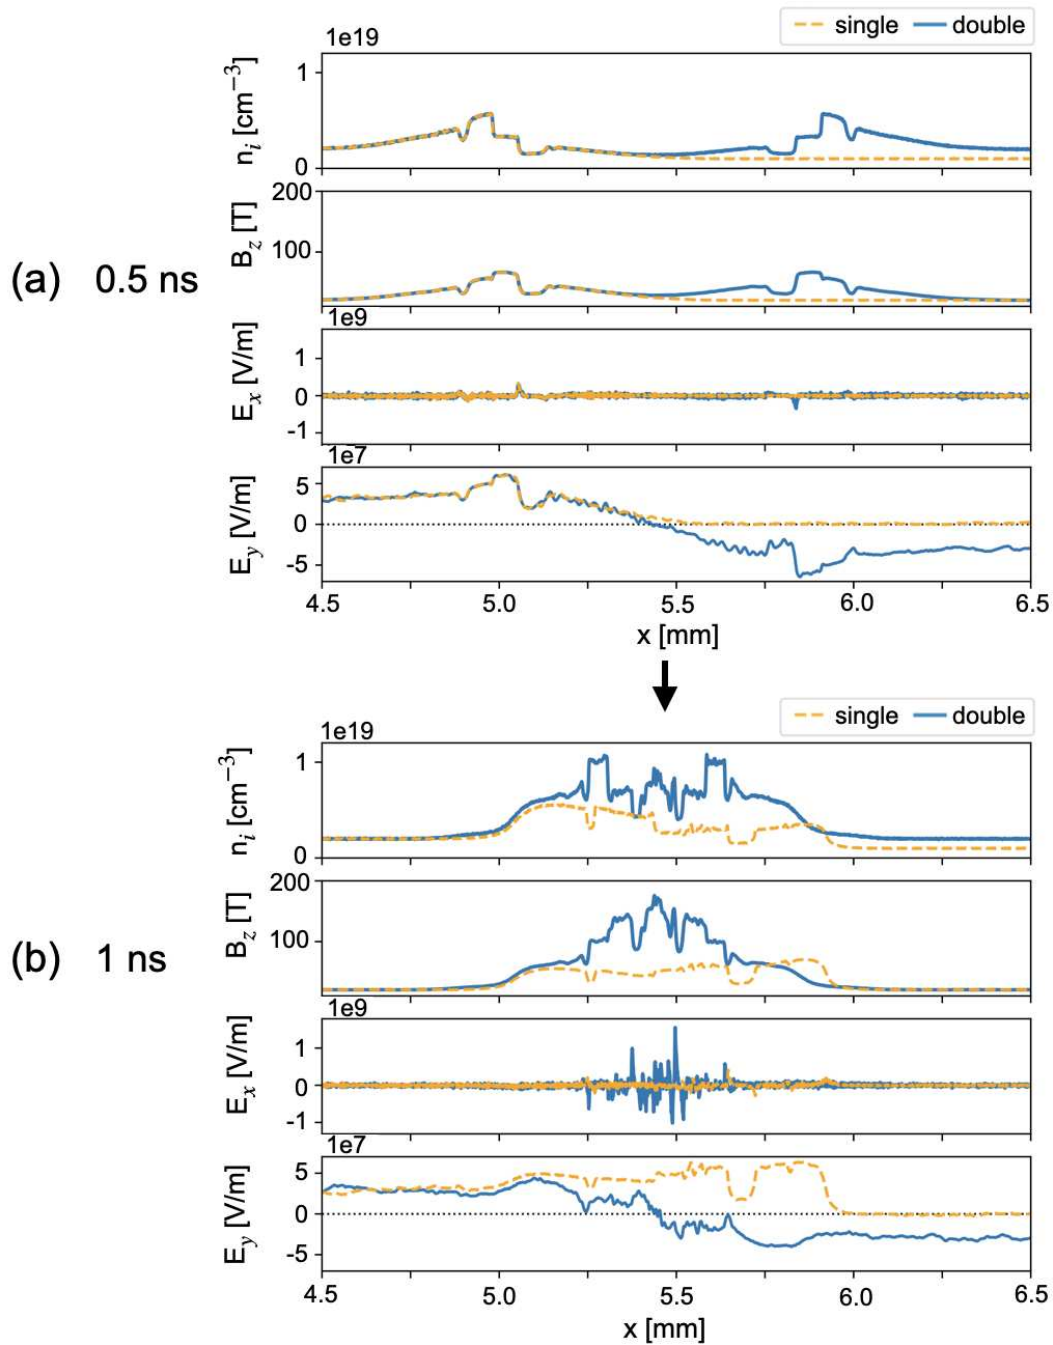 single double
1e19
n_i [cm^{-3}]
1
0
B_z [T]
200
100
(a) 0.5 ns
1e9
E_x [V/m]
1
0
-1
1e7
E_y [V/m]
5
0
-5
4.5 5.0 5.5 6.0 6.5
x [mm]
single double
1e19
n_i [cm^{-3}]
1
0
B_z [T]
200
100
(b) 1 ns
1e9
E_x [V/m]
1
0
-1
1e7
E_y [V/m]
5
0
-5
4.5 5.0 5.5 6.0 6.5
x [mm]